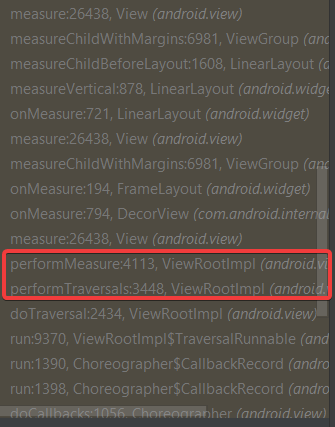 measure:26438, View (android.view)
measureChildWithMargins:6981, ViewGroup (android
measureChildBeforeLayout:1608, LinearLayout (andro
measureVertical:878, LinearLayout (android.widget
onMeasure:721, LinearLayout (android.widget)
measure:26438, View (android.view)
measureChildWithMargins:6981, ViewGroup (android
onMeasure:194, FrameLayout (android.widget)
onMeasure:794, DecorView (com.android.internal
measure:26438, View (android.view)
performMeasure:4113, ViewRootImpl (android.vi
performTraversals:3448, ViewRootImpl (android.v
doTraversal:2434, ViewRootImpl (android.view)
run:9370, ViewRootImpl$TraversalRunnable (andro
run:1390, Choreographer$CallbackRecord (android
run:1398, Choreographer$CallbackRecord (android
doCallbacks:1056, Choreographer (android.view)